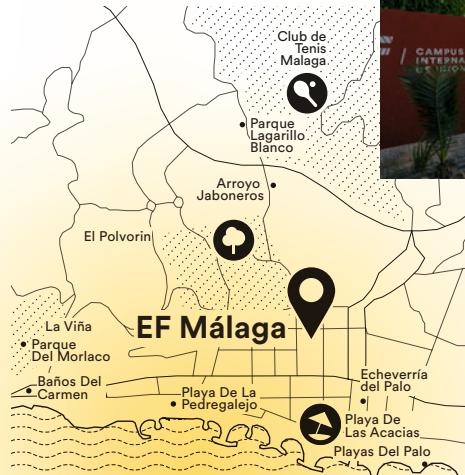 Club de
Tenis
Malaga
CAMPUS
Parque
Lagarillo
Blanco
Arroyo
Jaboneros
El Polvorin
EF Málaga
La Viña
Parque
Del Morlaco
Baños Del
Carmen
Playa De La
Pedregalejo
Echeverría
del Palo
Playa De
Las Acacias
Playas Del Palo